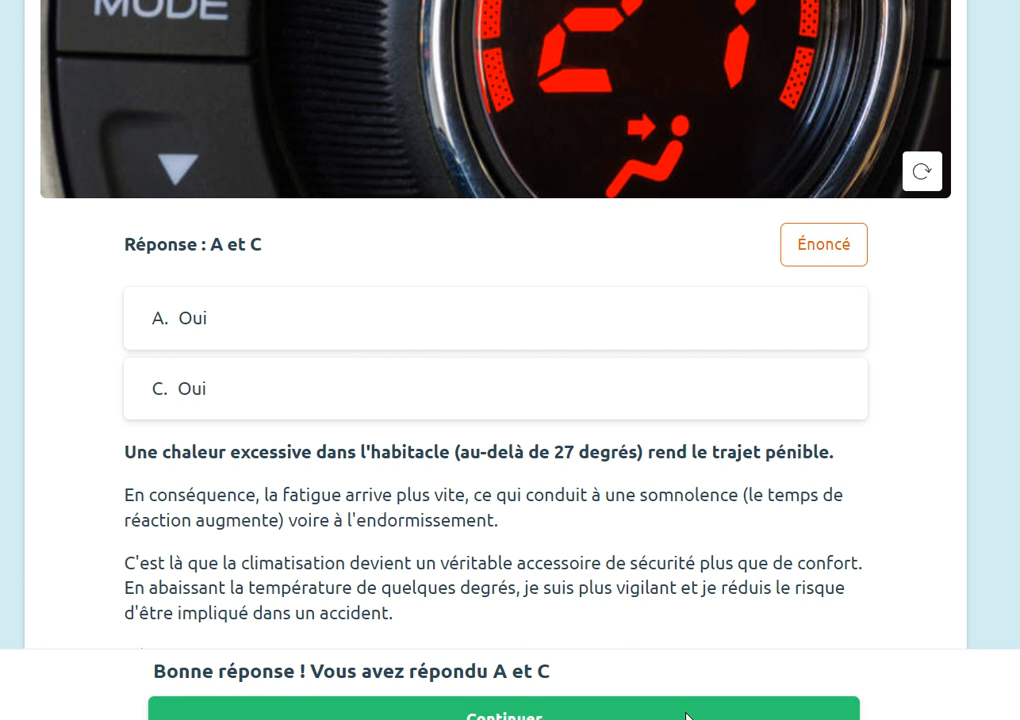 MODE
21
Réponse : A et C
Énoncé
A. Oui
C. Oui
Une chaleur excessive dans l'habitacle (au-delà de 27 degrés) rend le trajet pénible.
En conséquence, la fatigue arrive plus vite, ce qui conduit à une somnolence (le temps de
réaction augmente) voire à l'endormissement.
C'est là que la climatisation devient un véritable accessoire de sécurité plus que de confort.
En abaissant la température de quelques degrés, je suis plus vigilant et je réduis le risque
d'être impliqué dans un accident.
Bonne réponse ! Vous avez répondu A et C
Continuer